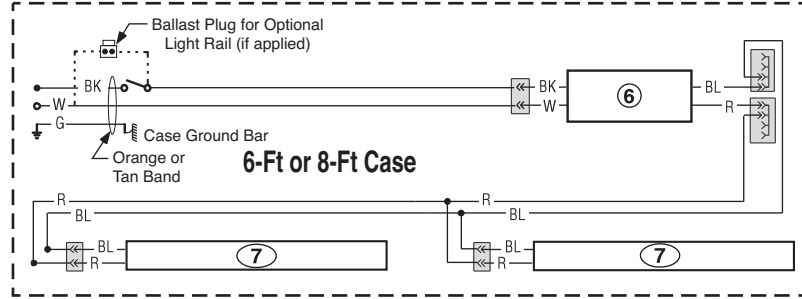 Ballast Plug for Optional
Light Rail (if applied)
BK
BK
BL
6
W
W
R
G
Case Ground Bar
Orange or
Tan Band
6-Ft or 8-Ft Case
R
R
BL
BL
BL
7
BL
7
R
R